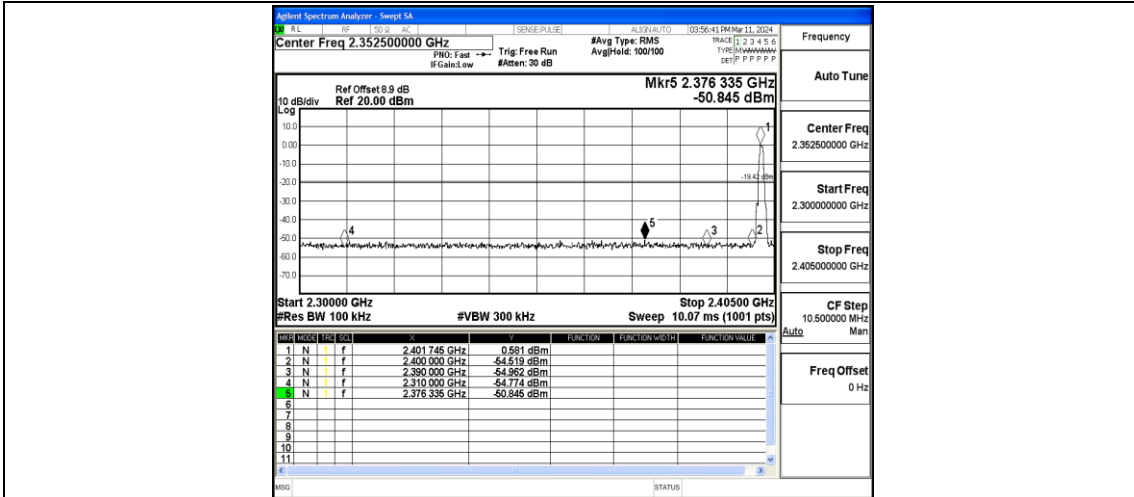 Agilent Spectrum Analyzer - Swept SA
RL RF 50 Ω AC SENSE:PULSE ALIGN AUTO 03:56:41 PM Mar 11, 2024
Center Freq 2.352500000 GHz
PNO: Fast
IFGain:Low
Trig: Free Run
#Atten: 30 dB
#Avg Type: RMS
Avg|Hold: 100/100
TRACE 1 2 3 4 5 6
TYPE MWWWWW
DET P P P P P P
Mkr5 2.376 335 GHz
-50.845 dBm
Ref Offset 8.9 dB
10 dB/div Ref 20.00 dBm
Log
10.0
0.00
-10.0
-20.0
-30.0
-40.0
-50.0
-60.0
-70.0
1
-19.42 dBm
4
5
3
2
Start 2.30000 GHz Stop 2.40500 GHz
#Res BW 100 kHz #VBW 300 kHz Sweep 10.07 ms (1001 pts)
MKR MODE TRC SCL X Y FUNCTION FUNCTION WIDTH FUNCTION VALUE
1 N 1 f 2.401 745 GHz 0.581 dBm
2 N 1 f 2.400 000 GHz -54.519 dBm
3 N 1 f 2.390 000 GHz -54.962 dBm
4 N 1 f 2.310 000 GHz -54.774 dBm
5 N 1 f 2.376 335 GHz -50.845 dBm
6
7
8
9
10
11
MSG STATUS
Frequency
Auto Tune
Center Freq
2.352500000 GHz
Start Freq
2.300000000 GHz
Stop Freq
2.405000000 GHz
CF Step
10.500000 MHz
Auto Man
Freq Offset
0 Hz